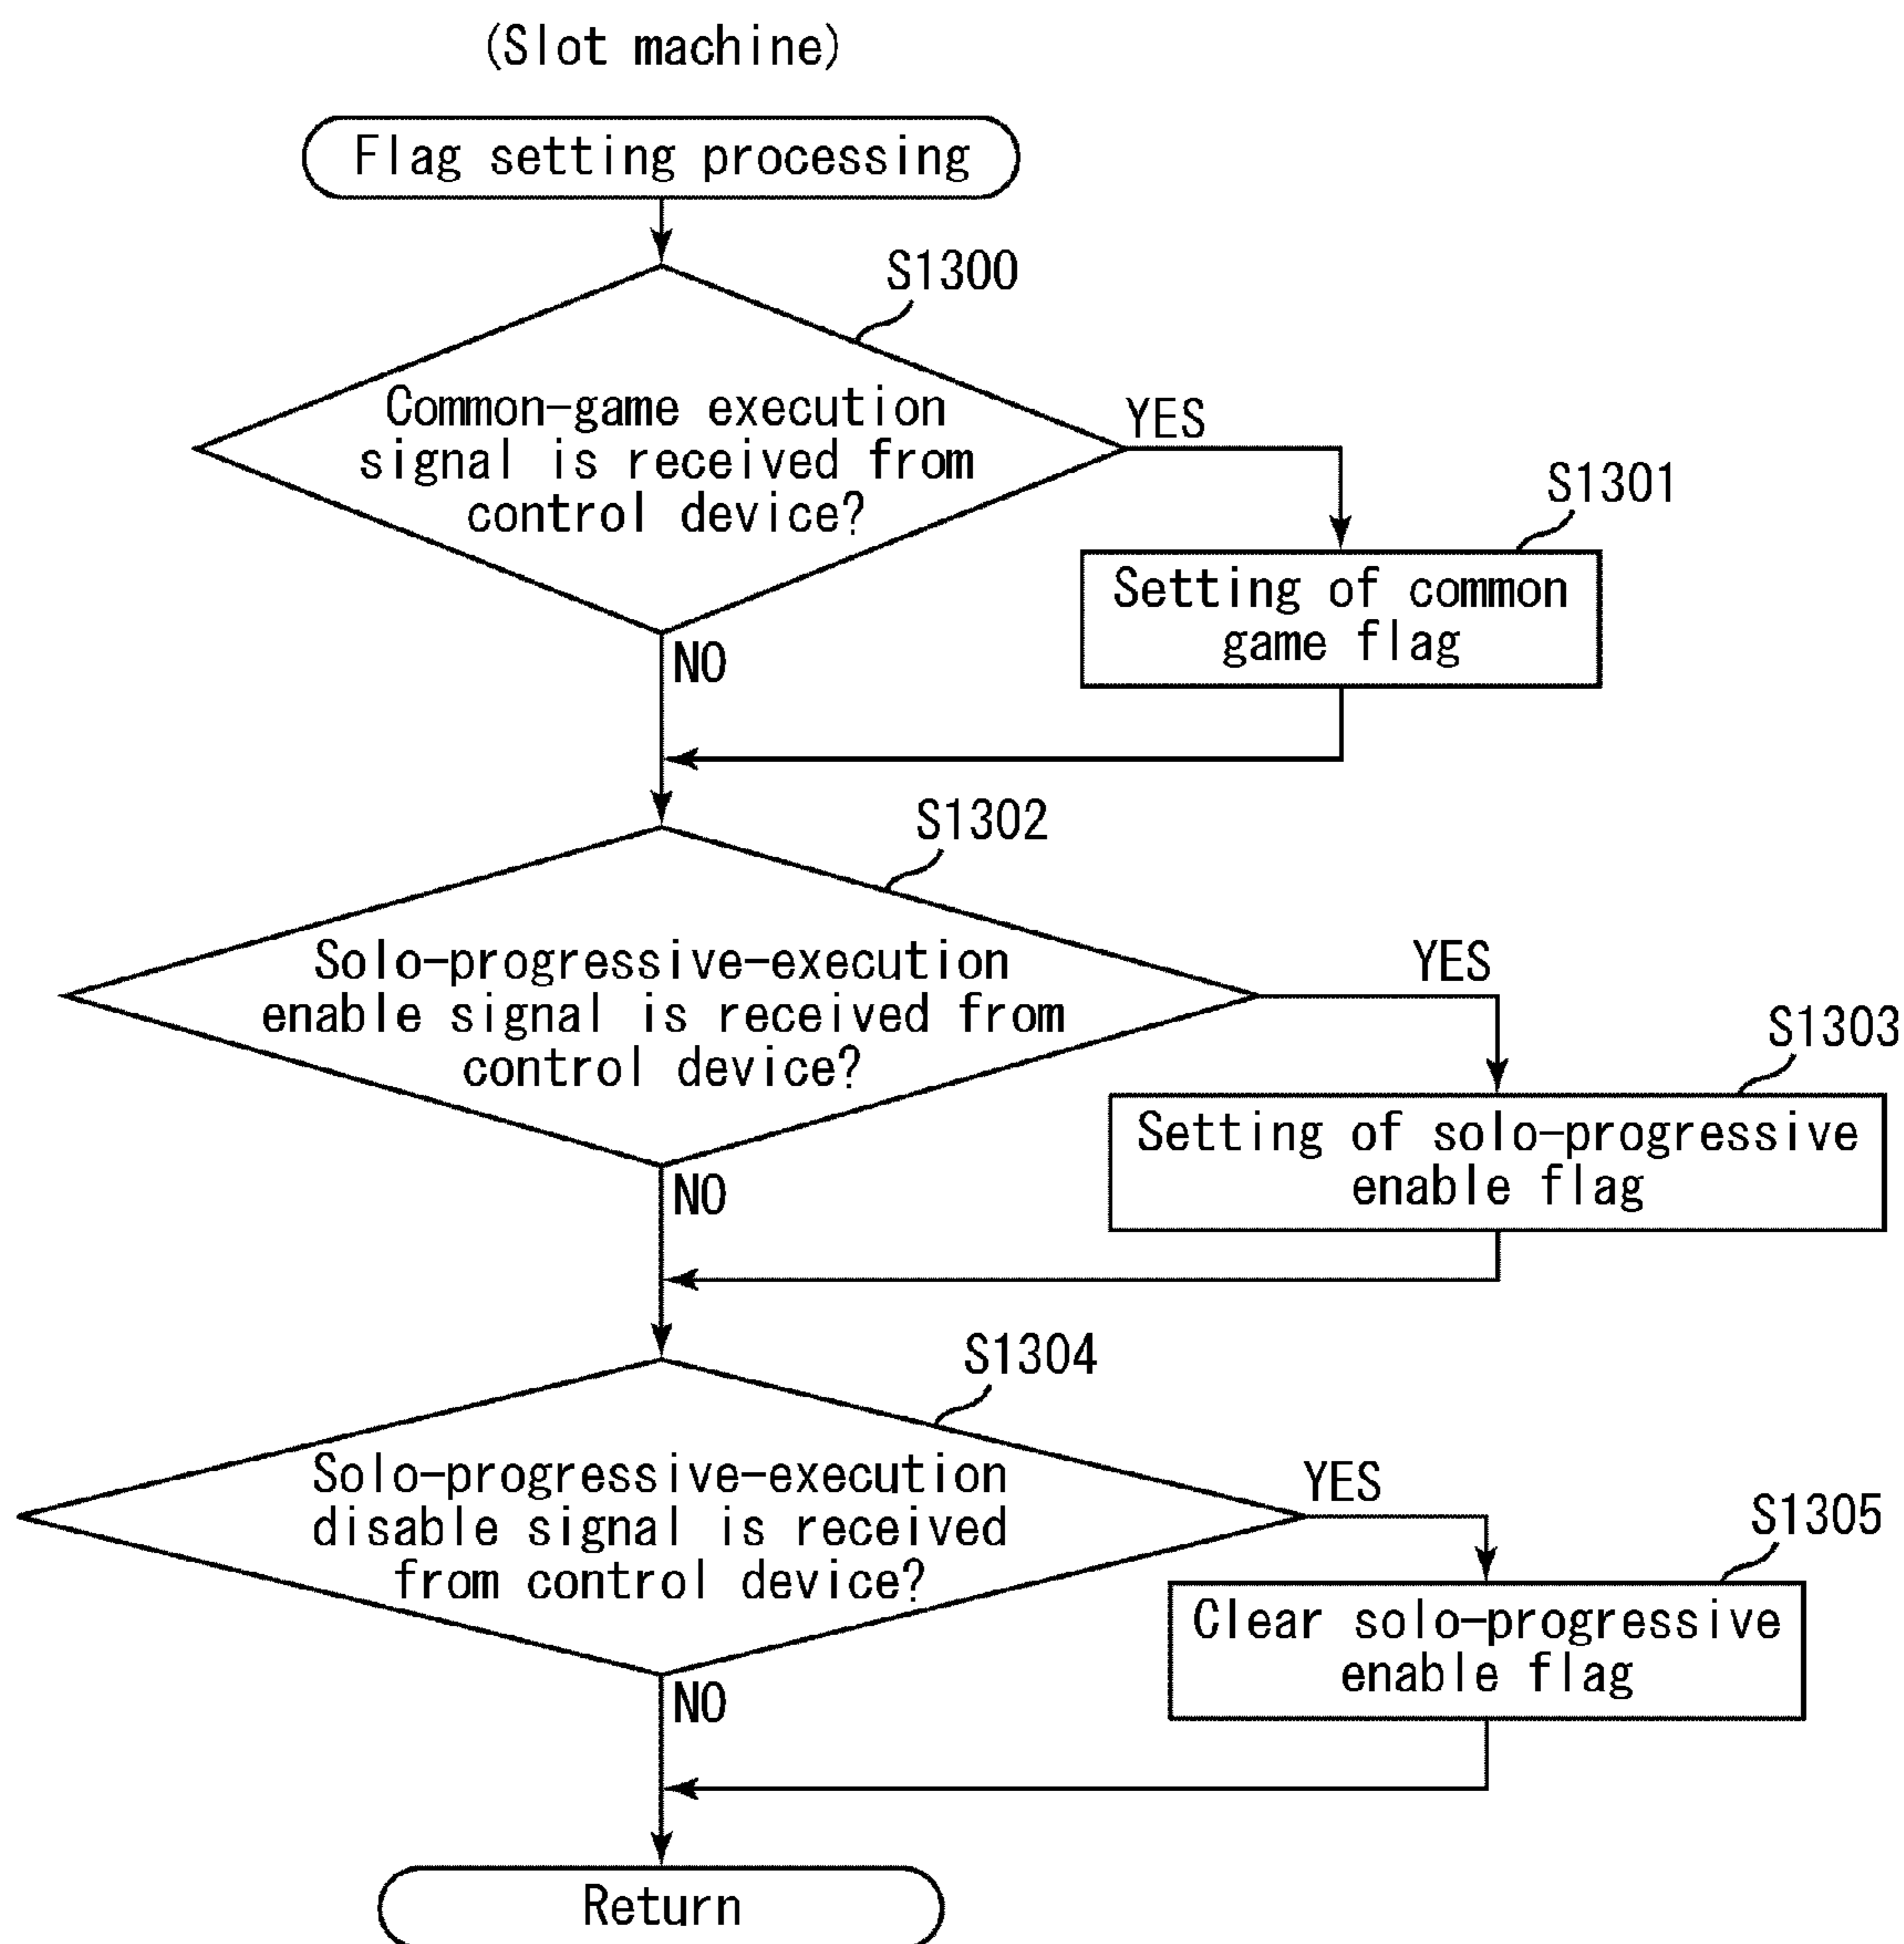 (Slot machine)
Flag setting processing
S1300
Common-game execution
signal is received from
control device?
YES
S1301
Setting of common
game flag
NO
S1302
Solo-progressive-execution
enable signal is received from
control device?
YES
S1303
Setting of solo-progressive
enable flag
NO
S1304
Solo-progressive-execution
disable signal is received
from control device?
YES
S1305
Clear solo-progressive
enable flag
NO
Return